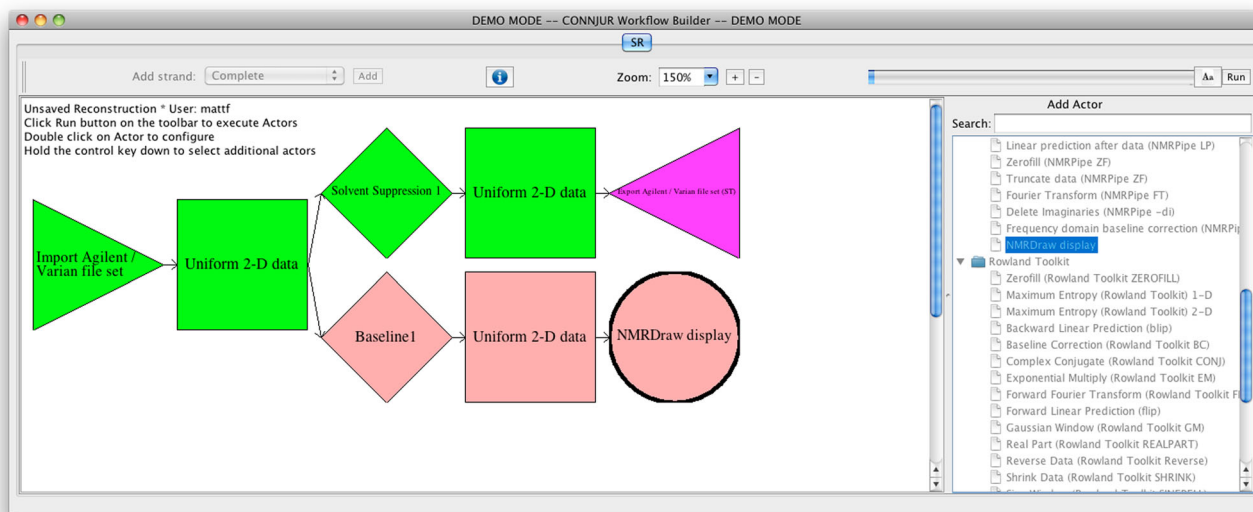 DEMO MODE -- CONNJUR Workflow Builder -- DEMO MODE
SR
Add strand: Complete Add
Zoom: 150% + -
Aa Run
Unsaved Reconstruction * User: mattf
Click Run button on the toolbar to execute Actors
Double click on Actor to configure
Hold the control key down to select additional actors
Import Agilent /
Varian file set
Uniform 2-D data
Solvent Suppression 1
Uniform 2-D data
Export Agilent / Varian file set (ST)
Baseline1
Uniform 2-D data
NMRDraw display
Add Actor
Search:
Linear prediction after data (NMRPipe LP)
Zerofill (NMRPipe ZF)
Truncate data (NMRPipe ZF)
Fourier Transform (NMRPipe FT)
Delete Imaginaries (NMRPipe -di)
Frequency domain baseline correction (NMRPip
NMRDraw display
Rowland Toolkit
Zerofill (Rowland Toolkit ZEROFILL)
Maximum Entropy (Rowland Toolkit) 1-D
Maximum Entropy (Rowland Toolkit) 2-D
Backward Linear Prediction (blip)
Baseline Correction (Rowland Toolkit BC)
Complex Conjugate (Rowland Toolkit CONJ)
Exponential Multiply (Rowland Toolkit EM)
Forward Fourier Transform (Rowland Toolkit F
Forward Linear Prediction (flip)
Gaussian Window (Rowland Toolkit GM)
Real Part (Rowland Toolkit REALPART)
Reverse Data (Rowland Toolkit Reverse)
Shrink Data (Rowland Toolkit SHRINK)